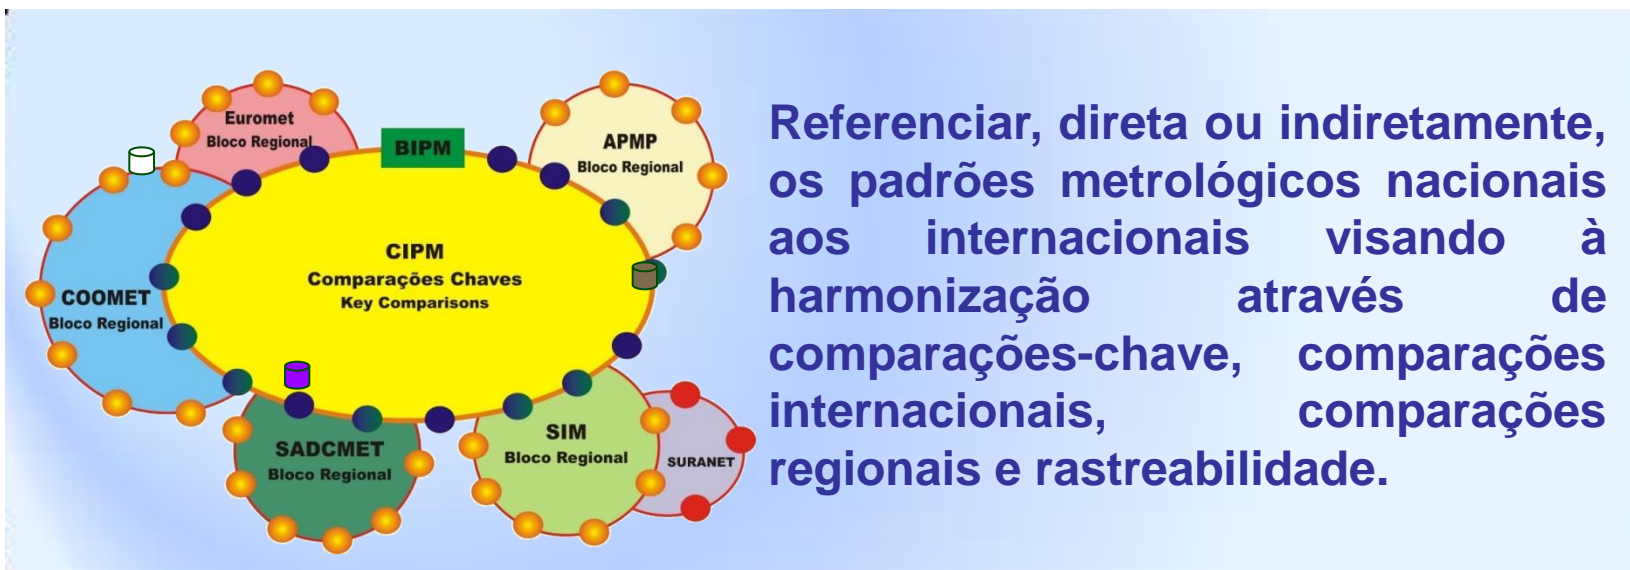 Euromet
Bloco Regional
BIPM
APMP
Bloco Regional
CIPM
Comparações Chaves
Key Comparisons
COOMET
Bloco Regional
SADCMET
Bloco Regional
SIM
Bloco Regional
SURANET
Referenciar, direta ou indiretamente,
os padrões metrológicos nacionais
aos internacionais visando à
harmonização através de
comparações-chave, comparações
internacionais, comparações
regionais e rastreabilidade.